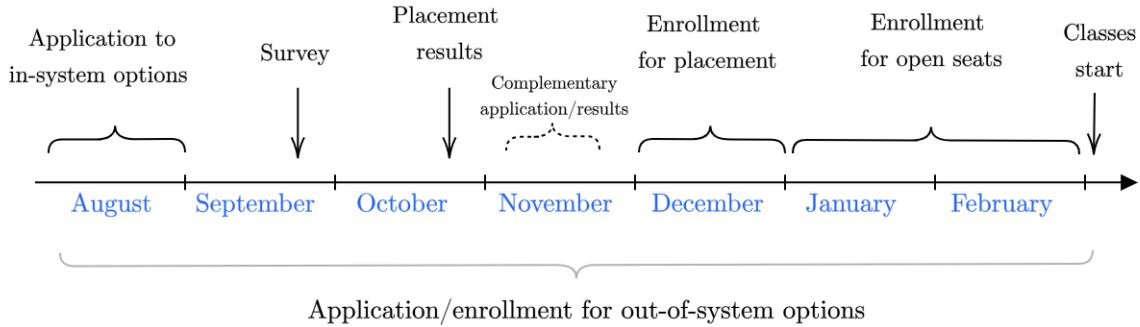 Application to
in-system options
Survey
Placement
results
Complementary
application/results
Enrollment
for placement
Enrollment
for open seats
Classes
start
August
September
October
November
December
January
February
Application/enrollment for out-of-system options